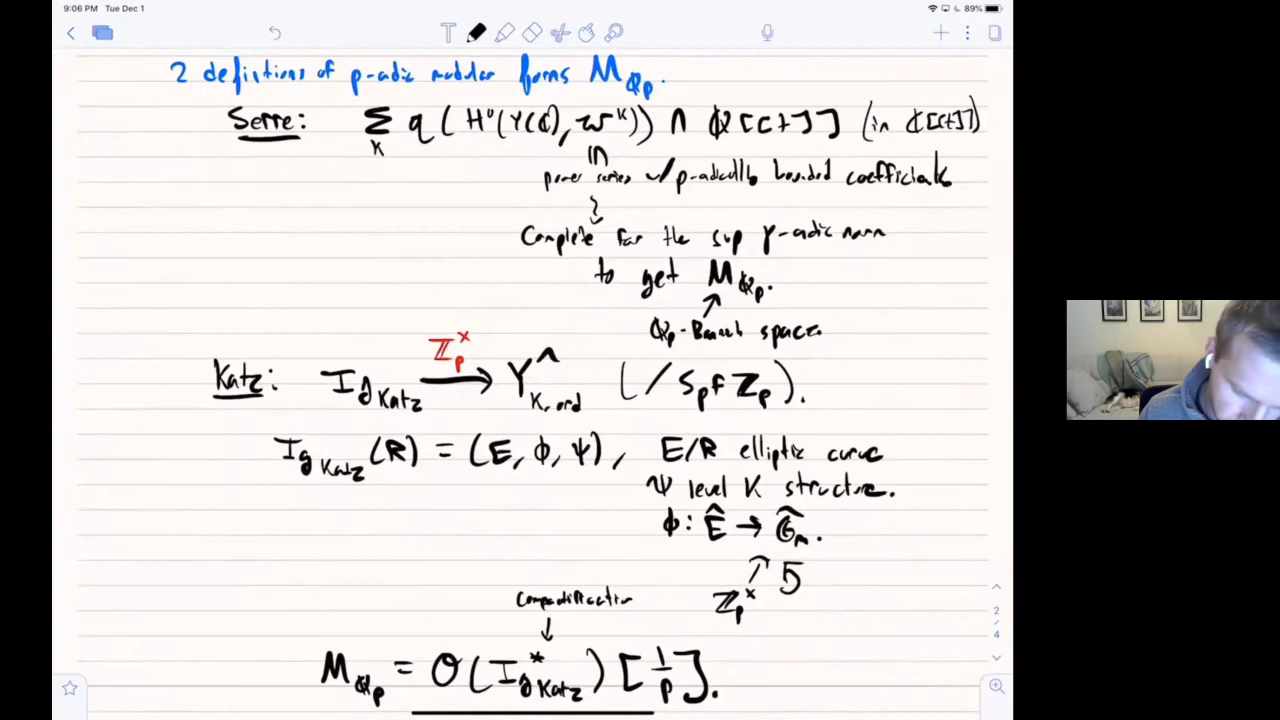 9:06 PM Tue Dec 1
89%
2 definitions of p-adic modular forms M_{Q_p}.
Serre: Σ_K q(H⁰(Y(ℂ), ω^K)) ∩ ℚ[[t]] (in ℂ[[t]])
power series w/ p-adically bounded coefficients
Complete for the sup p-adic norm
to get M_{Q_p}.
Q_p-Banach space.
ℤ_p^×
Katz: Ig_{Katz} → Y^_{K,ord} (/Spf ℤ_p).
Ig_{Katz}(R) = (E, φ, ψ), E/R elliptic curve
ψ level K structure.
φ: Ê → Ĝ_m.
ℤ_p^×
compactification
M_{Q_p} = O(Ig*_{Katz})[1/p].
2
/
4